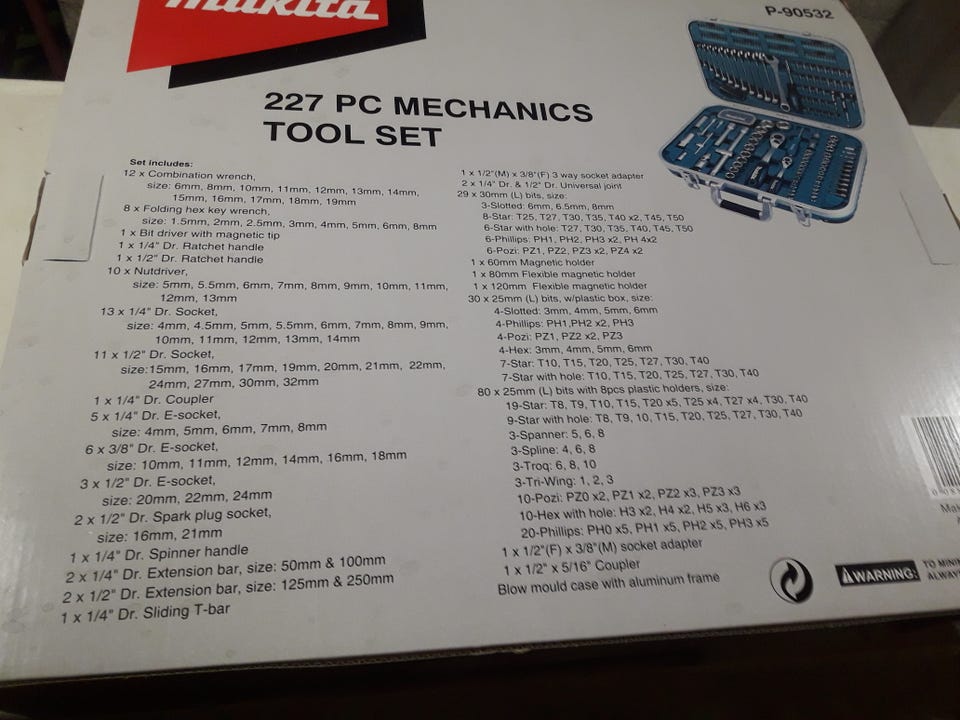 makita
P-90532
227 PC MECHANICS
TOOL SET
Set includes:
12 x Combination wrench,
size: 6mm, 8mm, 10mm, 11mm, 12mm, 13mm, 14mm,
15mm, 16mm, 17mm, 18mm, 19mm
8 x Folding hex key wrench,
size: 1.5mm, 2mm, 2.5mm, 3mm, 4mm, 5mm, 6mm, 8mm
1 x Bit driver with magnetic tip
1 x 1/4" Dr. Ratchet handle
1 x 1/2" Dr. Ratchet handle
10 x Nutdriver,
size: 5mm, 5.5mm, 6mm, 7mm, 8mm, 9mm, 10mm, 11mm,
12mm, 13mm
13 x 1/4" Dr. Socket,
size: 4mm, 4.5mm, 5mm, 5.5mm, 6mm, 7mm, 8mm, 9mm,
10mm, 11mm, 12mm, 13mm, 14mm
11 x 1/2" Dr. Socket,
size:15mm, 16mm, 17mm, 19mm, 20mm, 21mm, 22mm,
24mm, 27mm, 30mm, 32mm
1 x 1/4" Dr. Coupler
5 x 1/4" Dr. E-socket,
size: 4mm, 5mm, 6mm, 7mm, 8mm
6 x 3/8" Dr. E-socket,
size: 10mm, 11mm, 12mm, 14mm, 16mm, 18mm
3 x 1/2" Dr. E-socket,
size: 20mm, 22mm, 24mm
2 x 1/2" Dr. Spark plug socket,
size: 16mm, 21mm
1 x 1/4" Dr. Spinner handle
2 x 1/4" Dr. Extension bar, size: 50mm & 100mm
2 x 1/2" Dr. Extension bar, size: 125mm & 250mm
1 x 1/4" Dr. Sliding T-bar
1 x 1/2"(M) x 3/8"(F) 3 way socket adapter
2 x 1/4" Dr. & 1/2" Dr. Universal joint
29 x 30mm (L) bits, size:
3-Slotted: 6mm, 6.5mm, 8mm
8-Star: T25, T27, T30, T35, T40 x2, T45, T50
6-Star with hole: T27, T30, T35, T40, T45, T50
6-Phillips: PH1, PH2, PH3 x2, PH 4x2
6-Pozi: PZ1, PZ2, PZ3 x2, PZ4 x2
1 x 60mm Magnetic holder
1 x 80mm Flexible magnetic holder
1 x 120mm Flexible magnetic holder
30 x 25mm (L) bits, w/plastic box, size:
4-Slotted: 3mm, 4mm, 5mm, 6mm
4-Phillips: PH1,PH2 x2, PH3
4-Pozi: PZ1, PZ2 x2, PZ3
4-Hex: 3mm, 4mm, 5mm, 6mm
7-Star: T10, T15, T20, T25, T27, T30, T40
7-Star with hole: T10, T15, T20, T25, T27, T30, T40
80 x 25mm (L) bits with 8pcs plastic holders, size:
19-Star: T8, T9, T10, T15, T20 x5, T25 x4, T27 x4, T30, T40
9-Star with hole: T8, T9, 10, T15, T20, T25, T27, T30, T40
3-Spanner: 5, 6, 8
3-Spline: 4, 6, 8
3-Troq: 6, 8, 10
3-Tri-Wing: 1, 2, 3
10-Pozi: PZ0 x2, PZ1 x2, PZ2 x3, PZ3 x3
10-Hex with hole: H3 x2, H4 x2, H5 x3, H6 x3
20-Phillips: PH0 x5, PH1 x5, PH2 x5, PH3 x5
1 x 1/2"(F) x 3/8"(M) socket adapter
1 x 1/2" x 5/16" Coupler
Blow mould case with aluminum frame
WARNING:
TO MINI
ALWAY